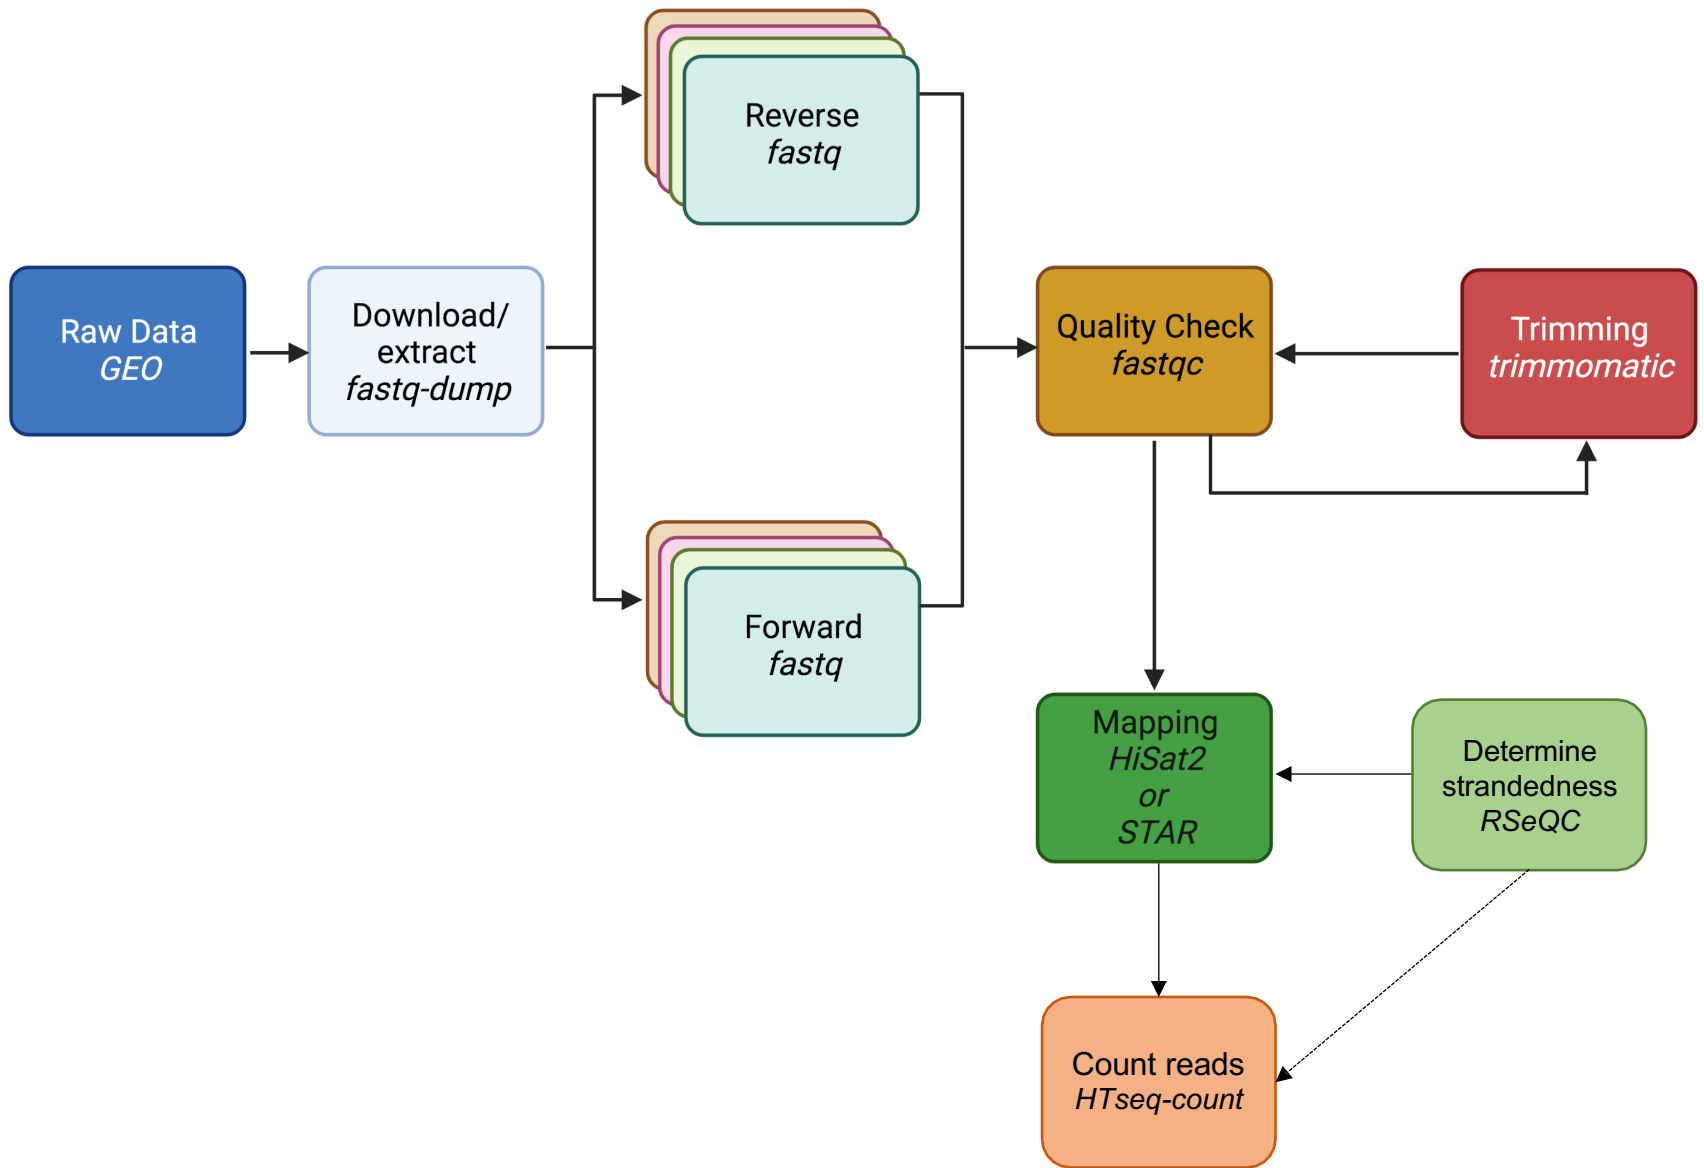 Reverse
fastq
Raw Data
GEO
Download/
extract
fastq-dump
Quality Check
fastqc
Trimming
trimmomatic
Forward
fastq
Mapping
HiSat2
or
STAR
Determine
strandedness
RSeQC
Count reads
HTseq-count